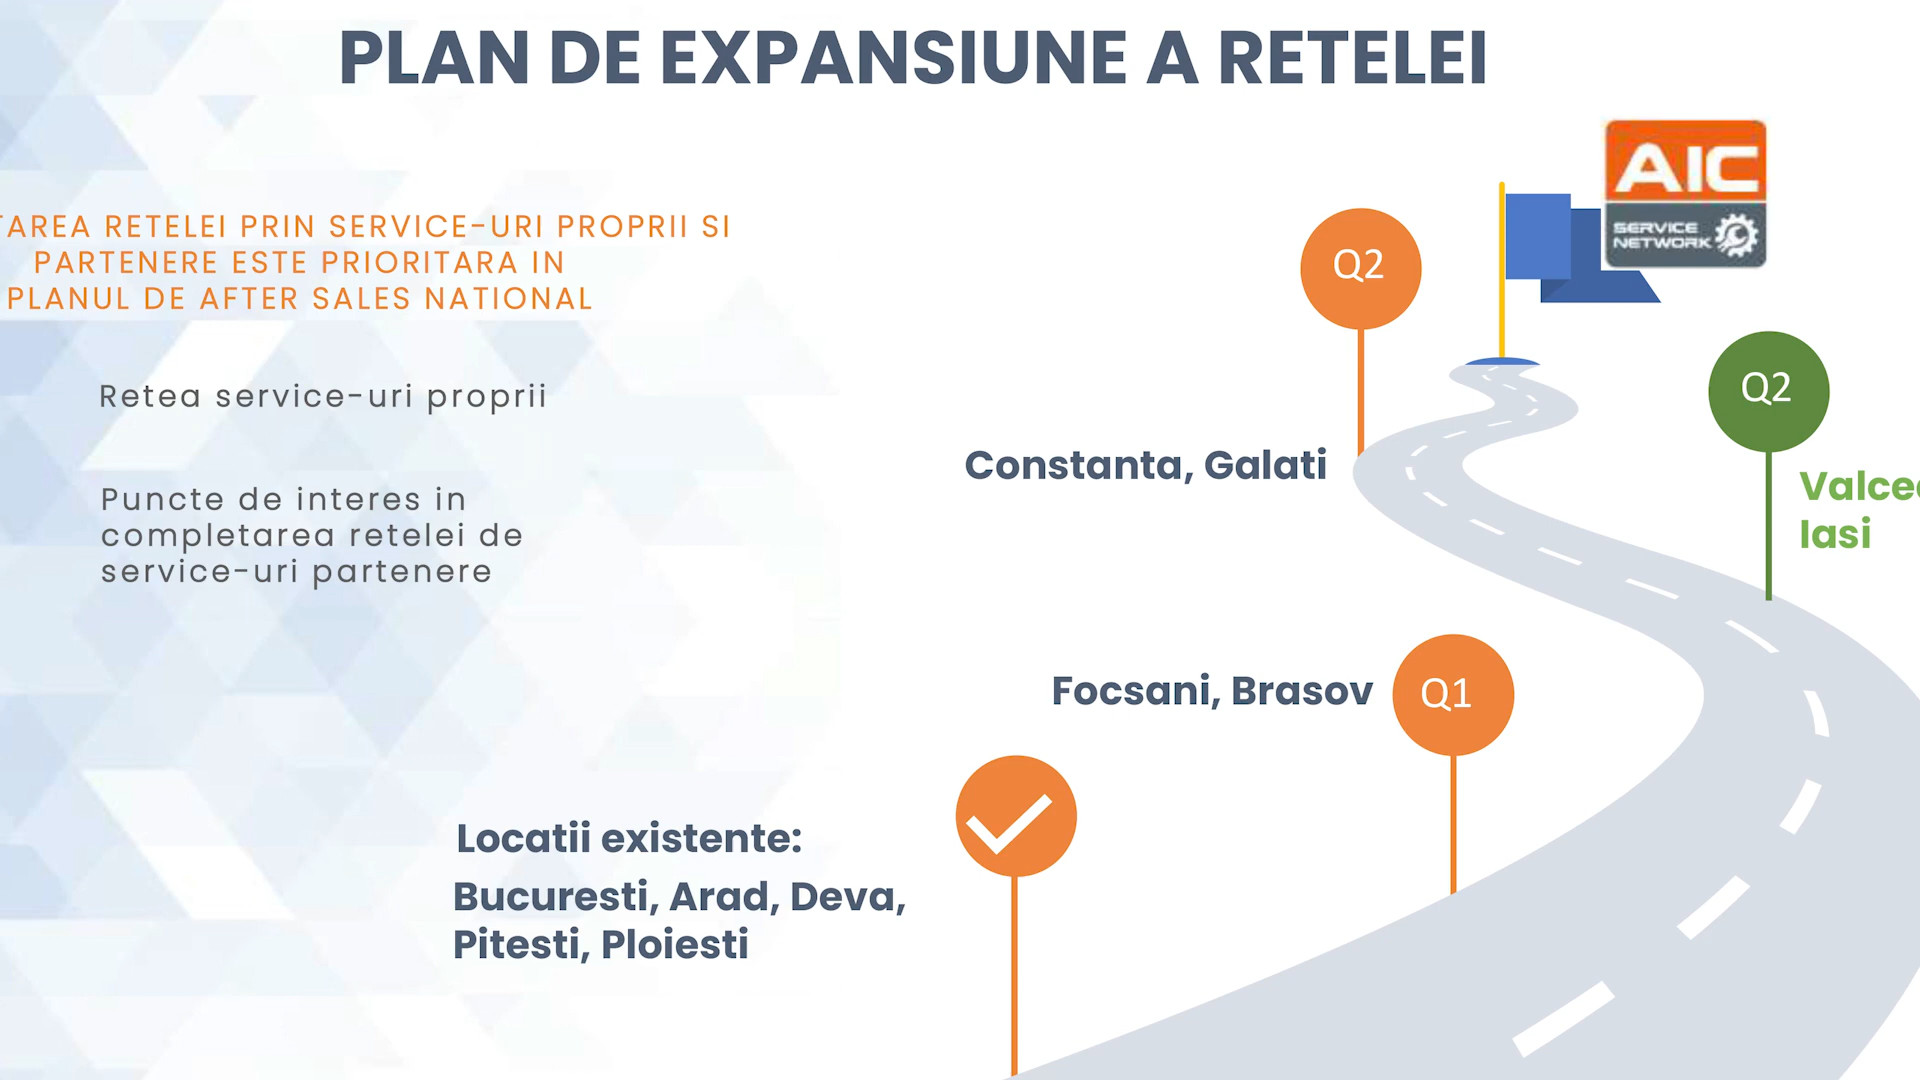 PLAN DE EXPANSIUNE A RETELEI
RETELEI PRIN SERVICE-URI PROPRII SI
PARTENERE ESTE PRIORITARA IN
PLANUL DE AFTER SALES NATIONAL
Retea service-uri proprii
Puncte de interes in
completarea retelei de
service-uri partenere
AIC
SERVICE
NETWORK
Q2
Q2
Constanta, Galati
Iasi
Focsani, Brasov
Q1
Locatii existente:
Bucuresti, Arad, Deva,
Pitesti, Ploiesti